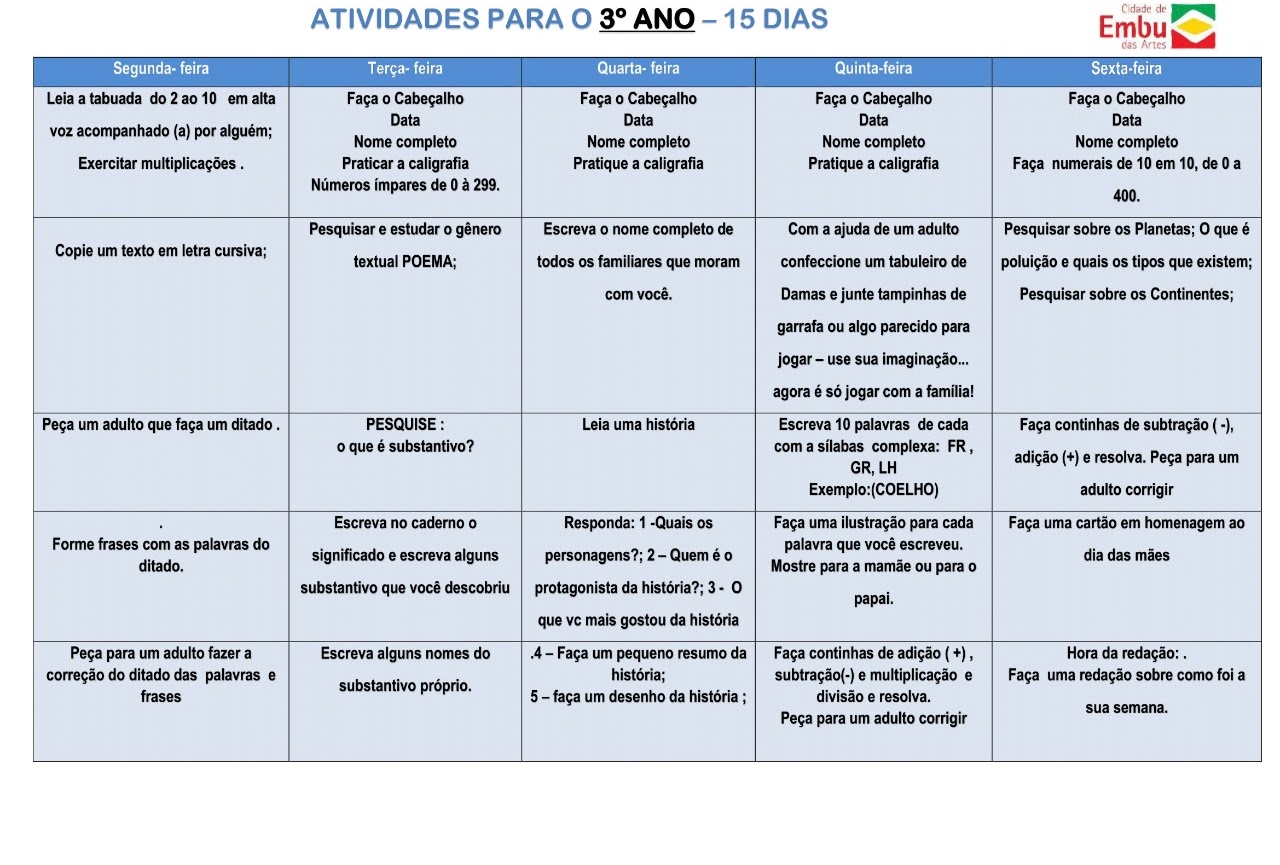 ATIVIDADES PARA O 3º ANO – 15 DIAS
Cidade de
Embu
das Artes
Segunda- feira
Terça- feira
Quarta- feira
Quinta-feira
Sexta-feira
Leia a tabuada do 2 ao 10 em alta
voz acompanhado (a) por alguém;
Exercitar multiplicações .
Faça o Cabeçalho
Data
Nome completo
Praticar a caligrafia
Números ímpares de 0 à 299.
Faça o Cabeçalho
Data
Nome completo
Pratique a caligrafia
Faça o Cabeçalho
Data
Nome completo
Pratique a caligrafia
Faça o Cabeçalho
Data
Nome completo
Faça numerais de 10 em 10, de 0 a
400.
Copie um texto em letra cursiva;
Pesquisar e estudar o gênero
textual POEMA;
Escreva o nome completo de
todos os familiares que moram
com você.
Com a ajuda de um adulto
confeccione um tabuleiro de
Damas e junte tampinhas de
garrafa ou algo parecido para
jogar – use sua imaginação...
agora é só jogar com a família!
Pesquisar sobre os Planetas; O que é
poluição e quais os tipos que existem;
Pesquisar sobre os Continentes;
Peça um adulto que faça um ditado .
PESQUISE :
o que é substantivo?
Leia uma história
Escreva 10 palavras de cada
com a sílabas complexa: FR ,
GR, LH
Exemplo:(COELHO)
Faça continhas de subtração ( -),
adição (+) e resolva. Peça para um
adulto corrigir
.
Forme frases com as palavras do
ditado.
Escreva no caderno o
significado e escreva alguns
substantivo que você descobriu
Responda: 1 -Quais os
personagens?; 2 – Quem é o
protagonista da história?; 3 - O
que vc mais gostou da história
Faça uma ilustração para cada
palavra que você escreveu.
Mostre para a mamãe ou para o
papai.
Faça uma cartão em homenagem ao
dia das mães
Peça para um adulto fazer a
correção do ditado das palavras e
frases
Escreva alguns nomes do
substantivo próprio.
.4 – Faça um pequeno resumo da
história;
5 – faça um desenho da história ;
Faça continhas de adição ( +) ,
subtração(-) e multiplicação e
divisão e resolva.
Peça para um adulto corrigir
Hora da redação: .
Faça uma redação sobre como foi a
sua semana.